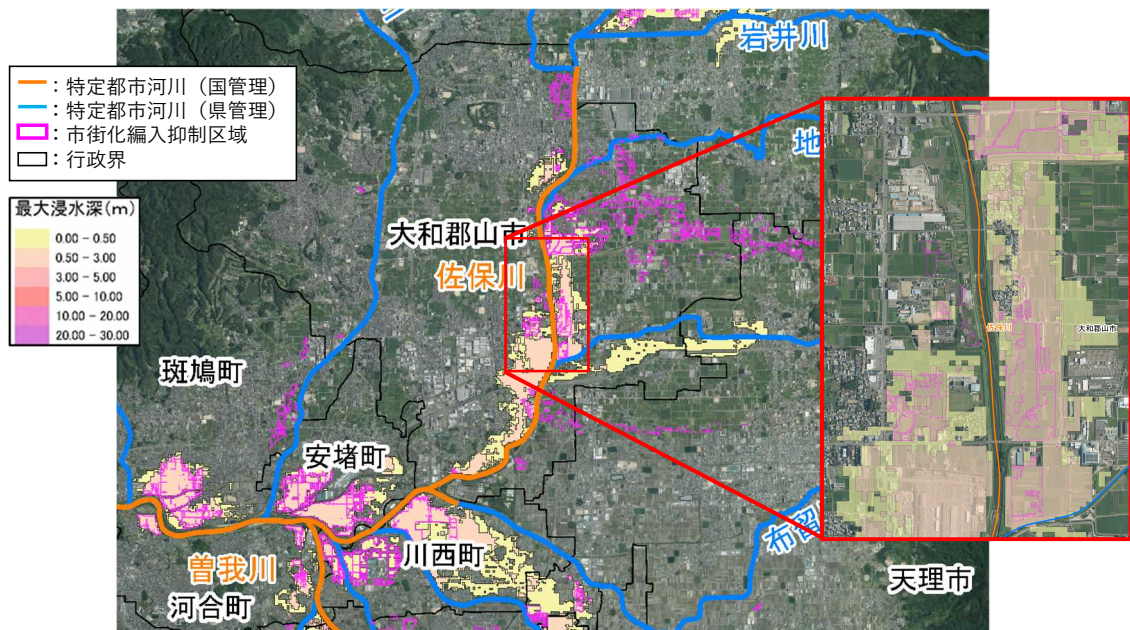 岩井川
：特定都市河川（国管理）
：特定都市河川（県管理）
：市街化編入抑制区域
：行政界
地
最大浸水深(m)
0.00 – 0.50
0.50 – 3.00
3.00 – 5.00
5.00 – 10.00
10.00 – 20.00
20.00 – 30.00
大和郡山市
佐保川
佐保川
大和郡山市
斑鳩町
安堵町
川西町
布留
曽我川
河合町
天理市